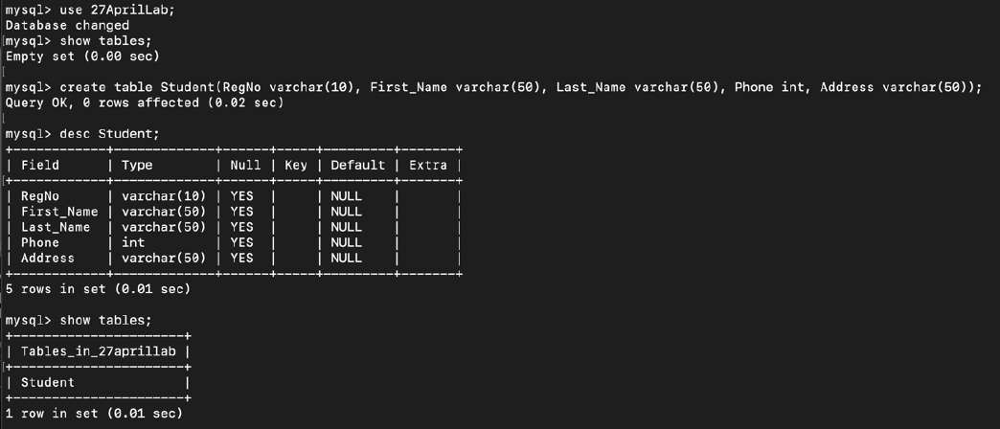 mysql> use 27AprilLab;
Database changed
mysql> show tables;
Empty set (0.00 sec)
mysql> create table Student(RegNo varchar(10), First_Name varchar(50), Last_Name varchar(50), Phone int, Address varchar(50));
Query OK, 0 rows affected (0.02 sec)
mysql> desc Student;
+------------+-------------+------+-----+---------+-------+
| Field      | Type        | Null | Key | Default | Extra |
+------------+-------------+------+-----+---------+-------+
| RegNo      | varchar(10) | YES  |     | NULL    |       |
| First_Name | varchar(50) | YES  |     | NULL    |       |
| Last_Name  | varchar(50) | YES  |     | NULL    |       |
| Phone      | int         | YES  |     | NULL    |       |
| Address    | varchar(50) | YES  |     | NULL    |       |
+------------+-------------+------+-----+---------+-------+
5 rows in set (0.01 sec)
mysql> show tables;
+----------------------+
| Tables_in_27aprillab |
+----------------------+
| Student              |
+----------------------+
1 row in set (0.01 sec)